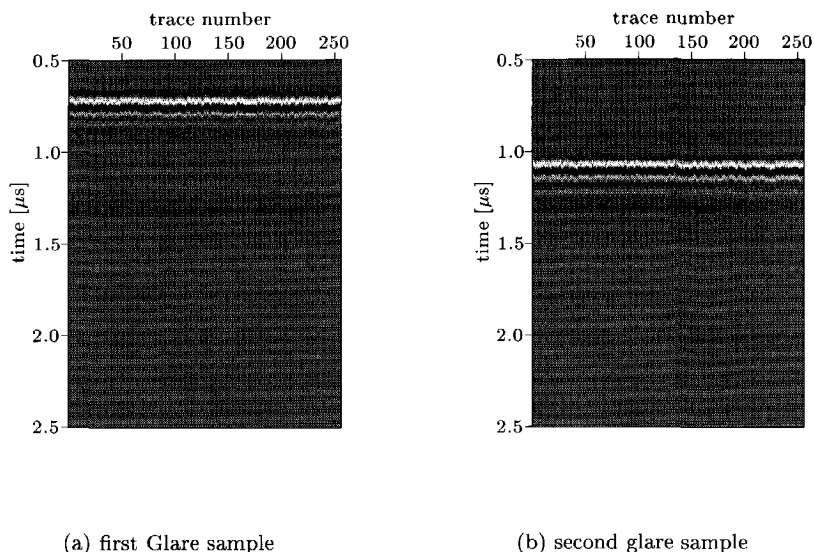 trace number
50 100 150 200 250
0.5
1.0
1.5
2.0
2.5
time [μs]
(a) first Glare sample
trace number
50 100 150 200 250
0.5
1.0
1.5
2.0
2.5
time [μs]
(b) second glare sample